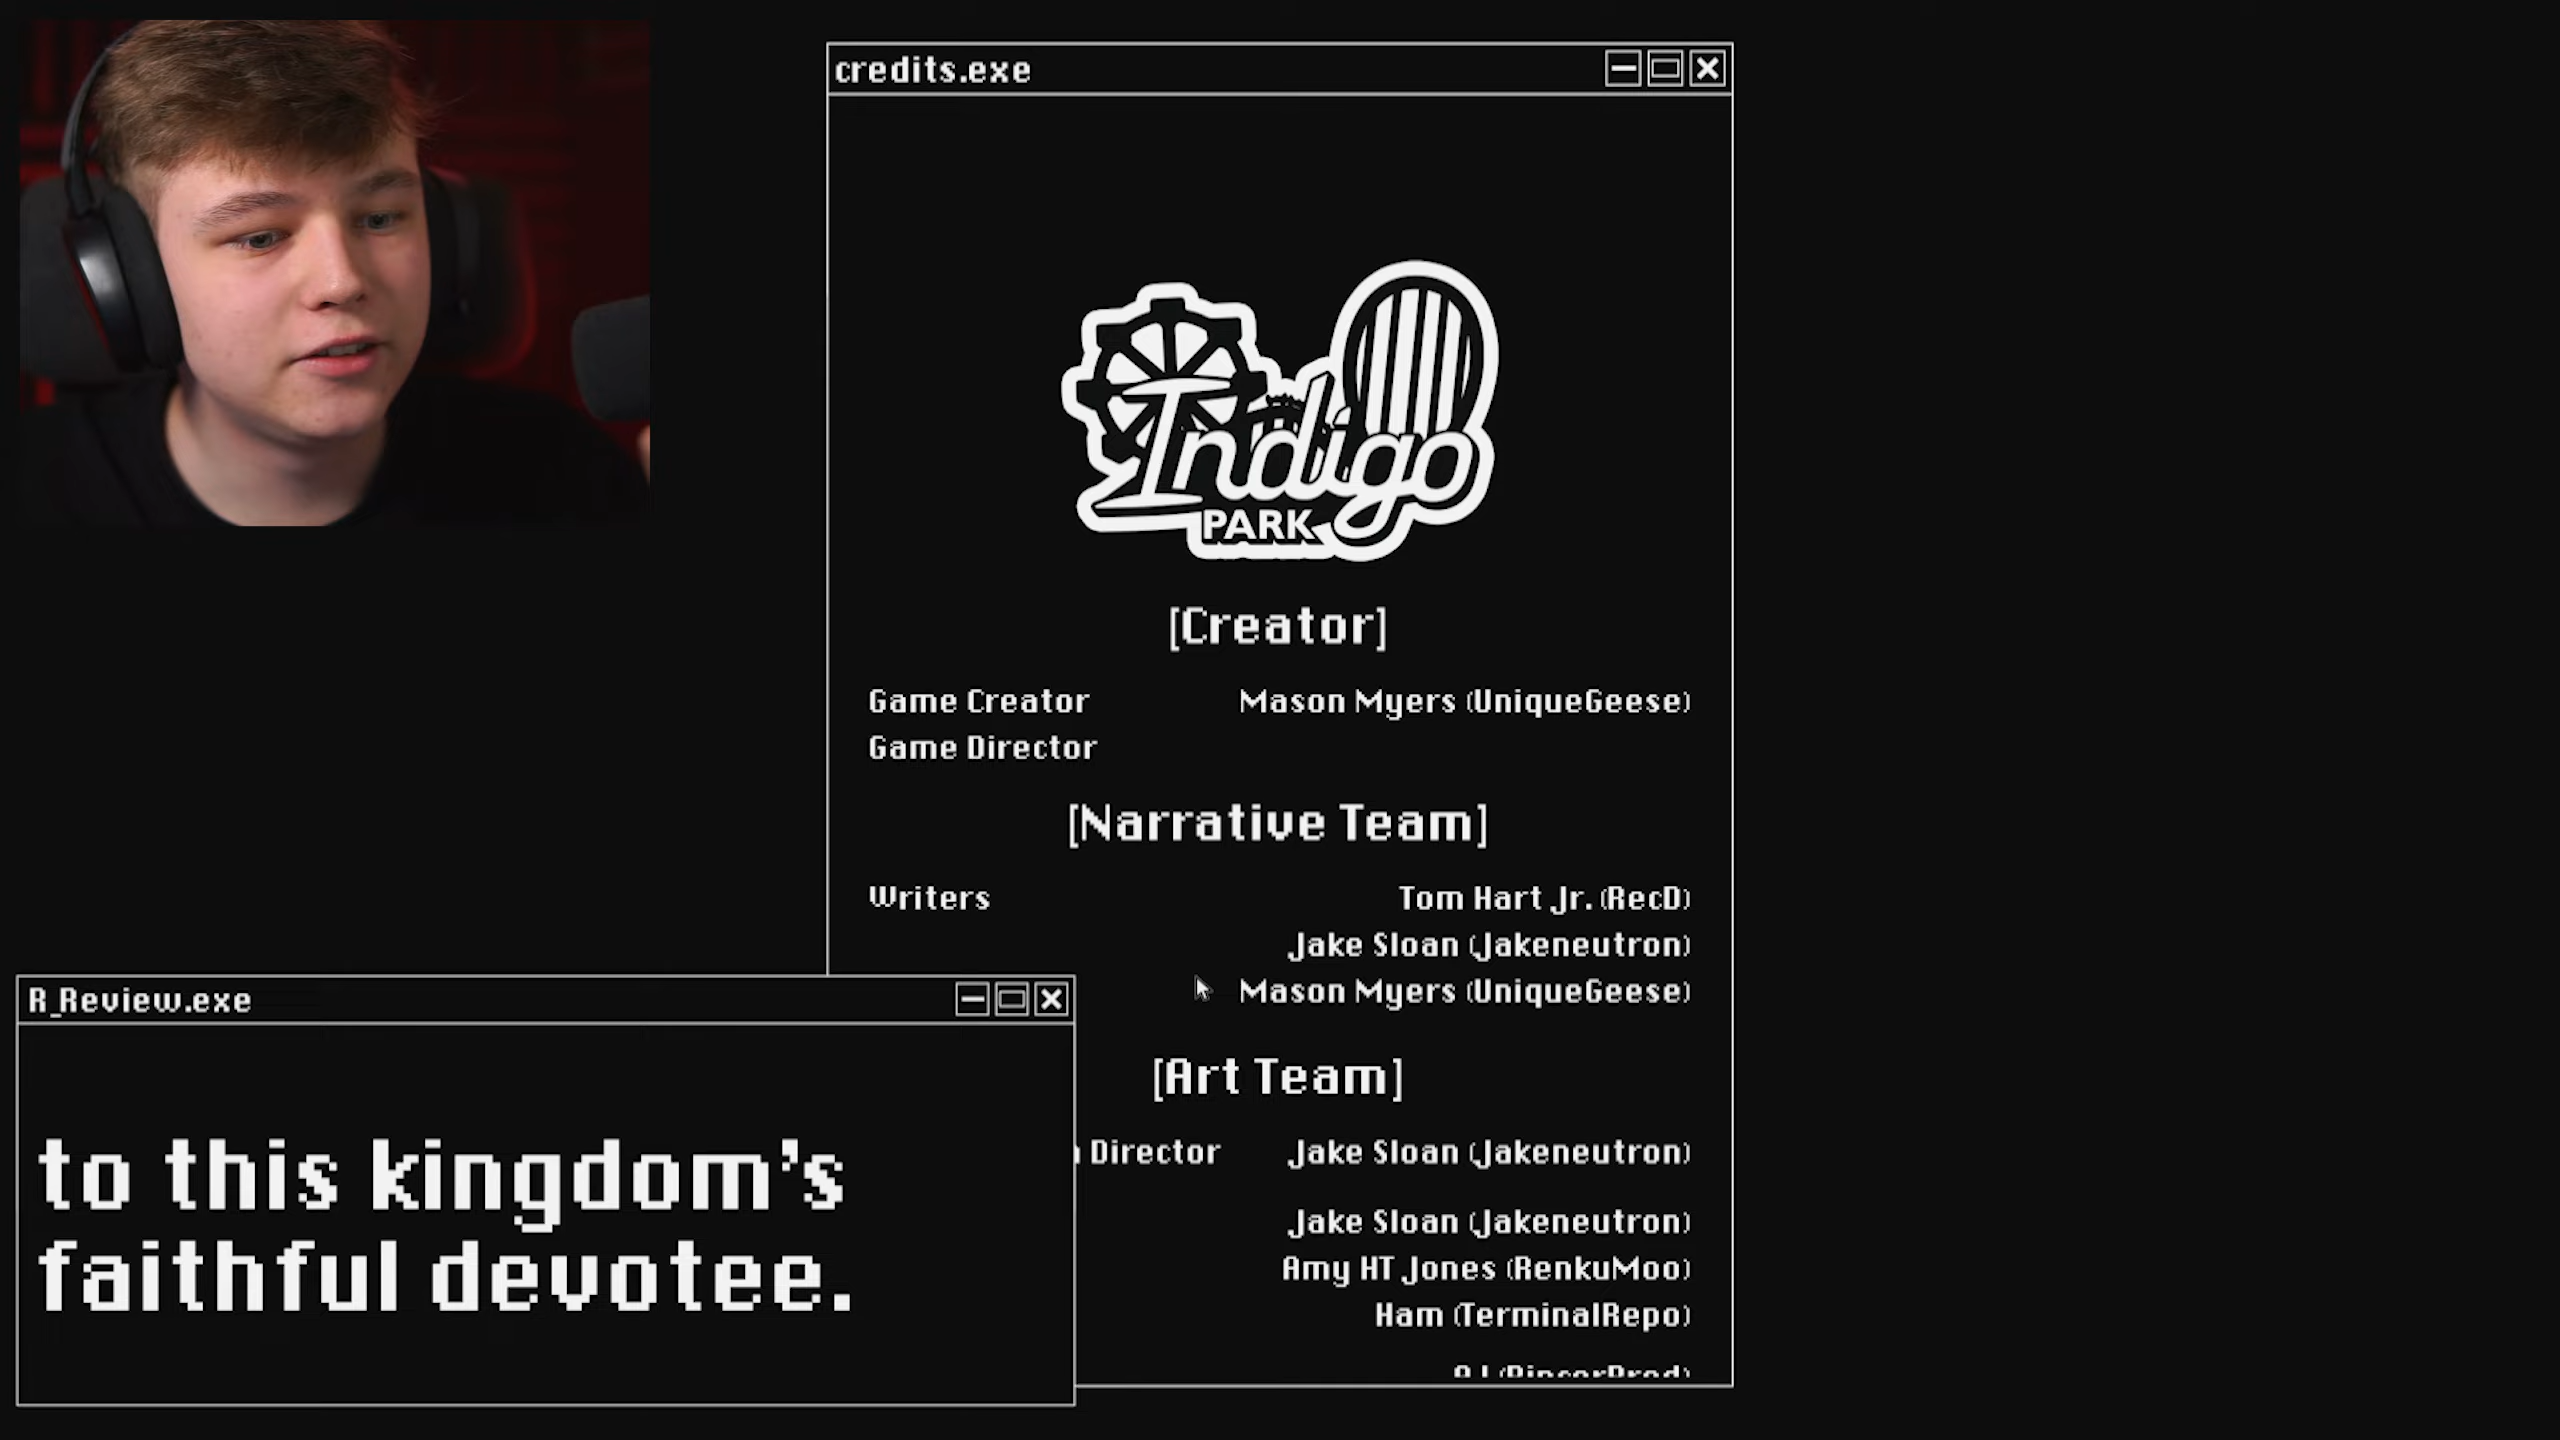 credits.exe
Indigo
PARK
[Creator]
Game Creator Mason Myers (UniqueGeese)
Game Director
[Narrative Team]
Writers Tom Hart Jr. (RecD)
Jake Sloan (Jakeneutron)
Mason Myers (UniqueGeese)
[Art Team]
Director Jake Sloan (Jakeneutron)
Jake Sloan (Jakeneutron)
Amy HT Jones (RenkuMoo)
Ham (TerminalRepo)
R_Review.exe
to this kingdom's
faithful devotee.